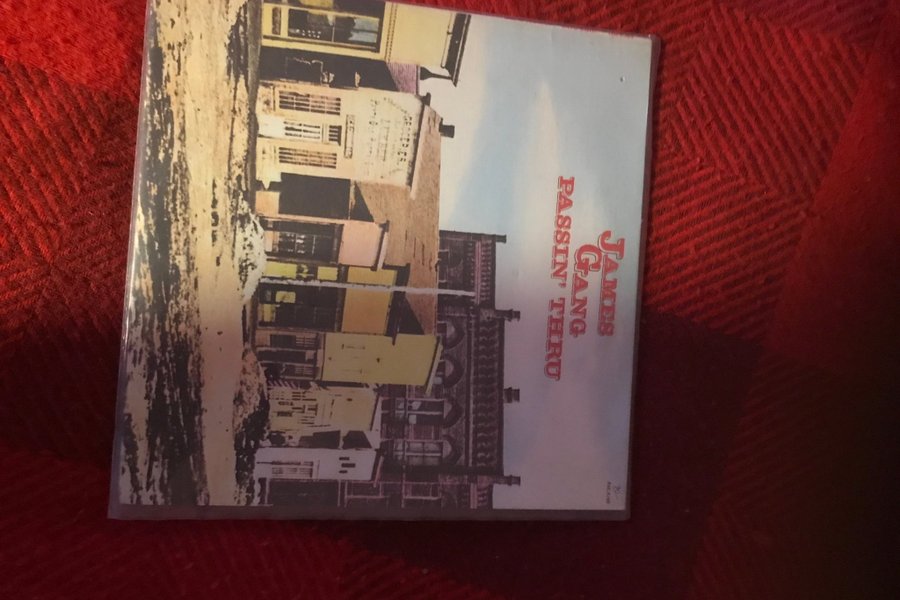 JAMES
GANG
PASSIN' THRU